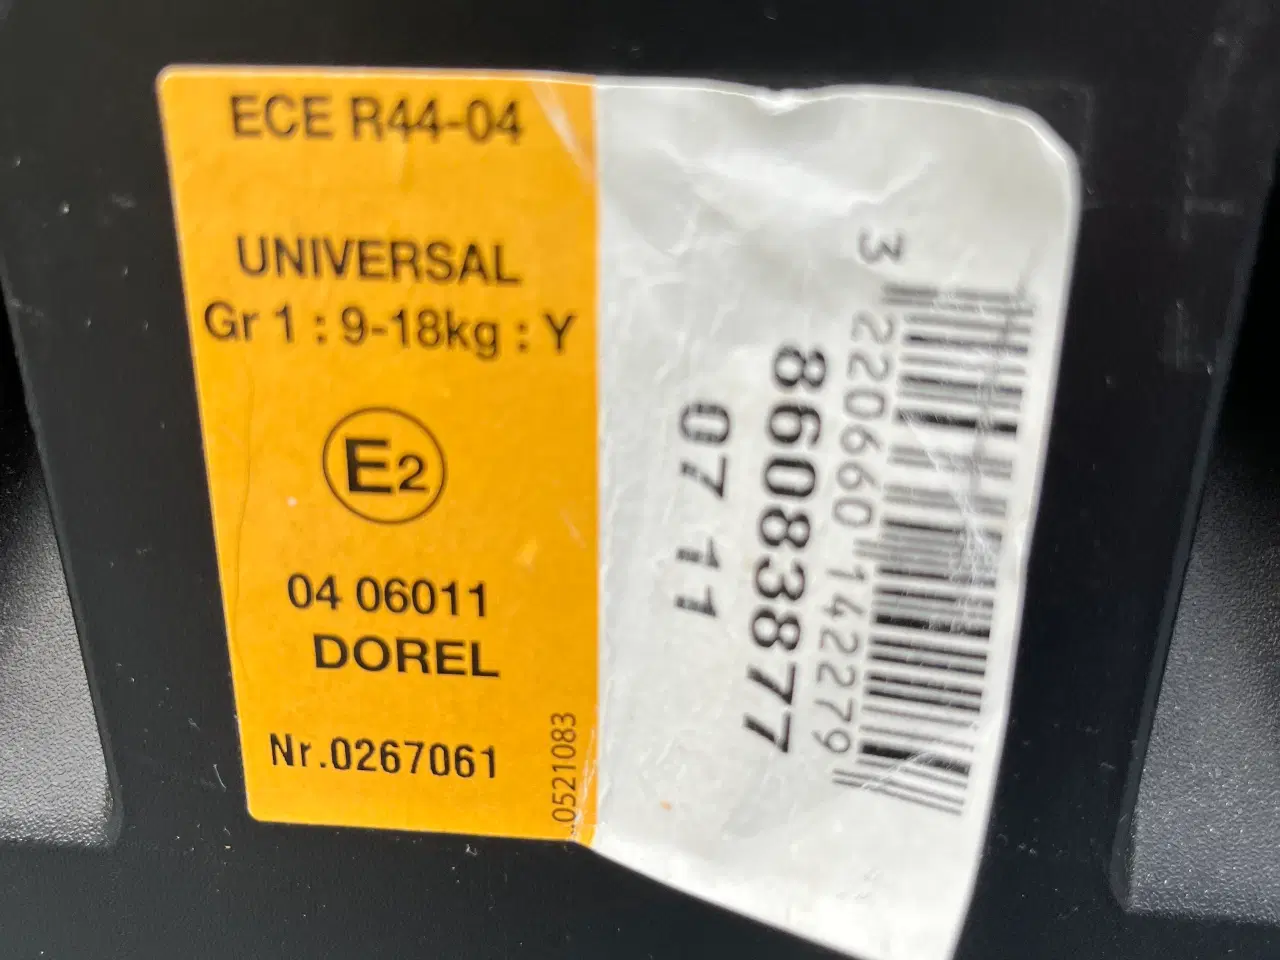 ECE R44-04
UNIVERSAL
Gr 1 : 9-18kg : Y
E2
04 06011
DOREL
Nr.0267061
0521083
3 220660 142279
86083877
07 11